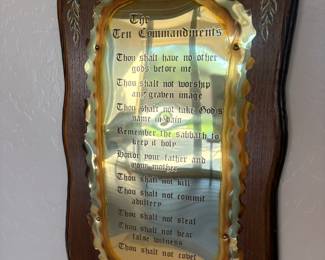 The
Ten Commandments
Thou shalt have no other
gods before me
Thou shalt not worship
any graven image
Thou shalt not take God's
name in vain
Remember the sabbath to
keep it holy
Honor your father and
your mother
Thou shalt not kill
Thou shalt not commit
adultery
Thou shalt not steal
Thou shalt not bear
false witness
Thou shalt not covet